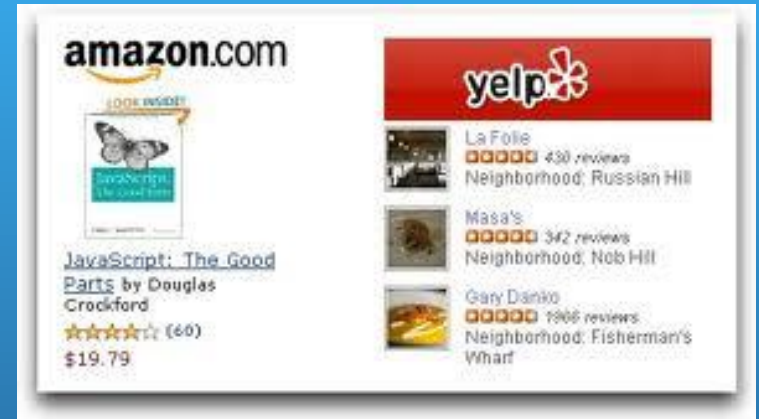 amazon.com
LOOK INSIDE!
JavaScript:
The Good Parts
JavaScript: The Good
Parts by Douglas
Crockford
(60)
$19.79
yelp
La Folie
430 reviews
Neighborhood: Russian Hill
Masa's
342 reviews
Neighborhood: Nob Hill
Gary Danko
1966 reviews
Neighborhood: Fisherman's
Wharf